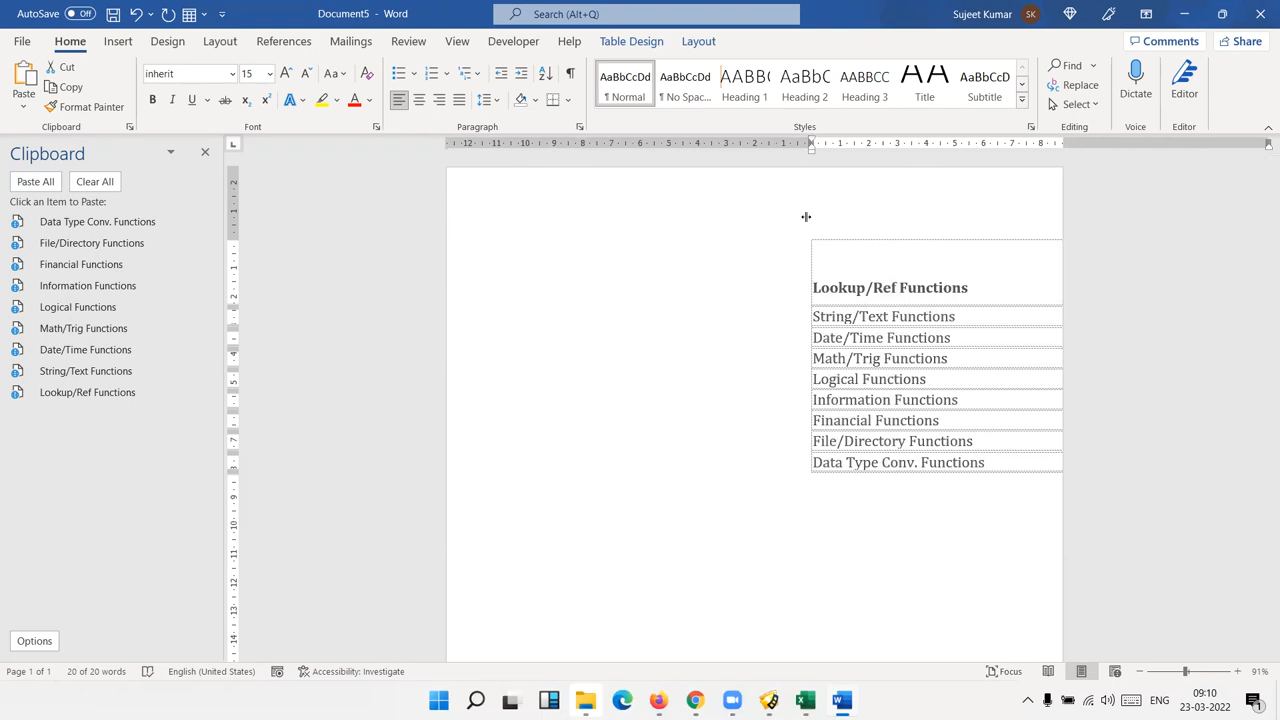 AutoSave Off Document5 Search (Alt+Q) Sujeet Kumar SK
File Home Insert Draw Design Layout References Mailings Review View Developer Help Table Design Layout Comments Share
Paste Cut Copy Format Painter
inherit 15
AaBbCcDd AaBbCcDd AABB( AaBbC AABBCC AA AaBbCcD
¶ Normal ¶ No Spac... Heading 1 Heading 2 Heading 3 Title Subtitle
Find Replace Select Dictate Editor
Clipboard Font Paragraph Styles Editing Voice Editor
Clipboard
Paste All Clear All
Click an Item to Paste:
Data Type Conv. Functions
File/Directory Functions
Financial Functions
Information Functions
Logical Functions
Math/Trig Functions
Date/Time Functions
String/Text Functions
Lookup/Ref Functions
Options
Lookup/Ref Functions
String/Text Functions
Date/Time Functions
Math/Trig Functions
Logical Functions
Information Functions
Financial Functions
File/Directory Functions
Data Type Conv. Functions
Page 1 of 1 20 of 20 words English (United States) Accessibility: Investigate Focus 91%
ENG 09:10
23-03-2022